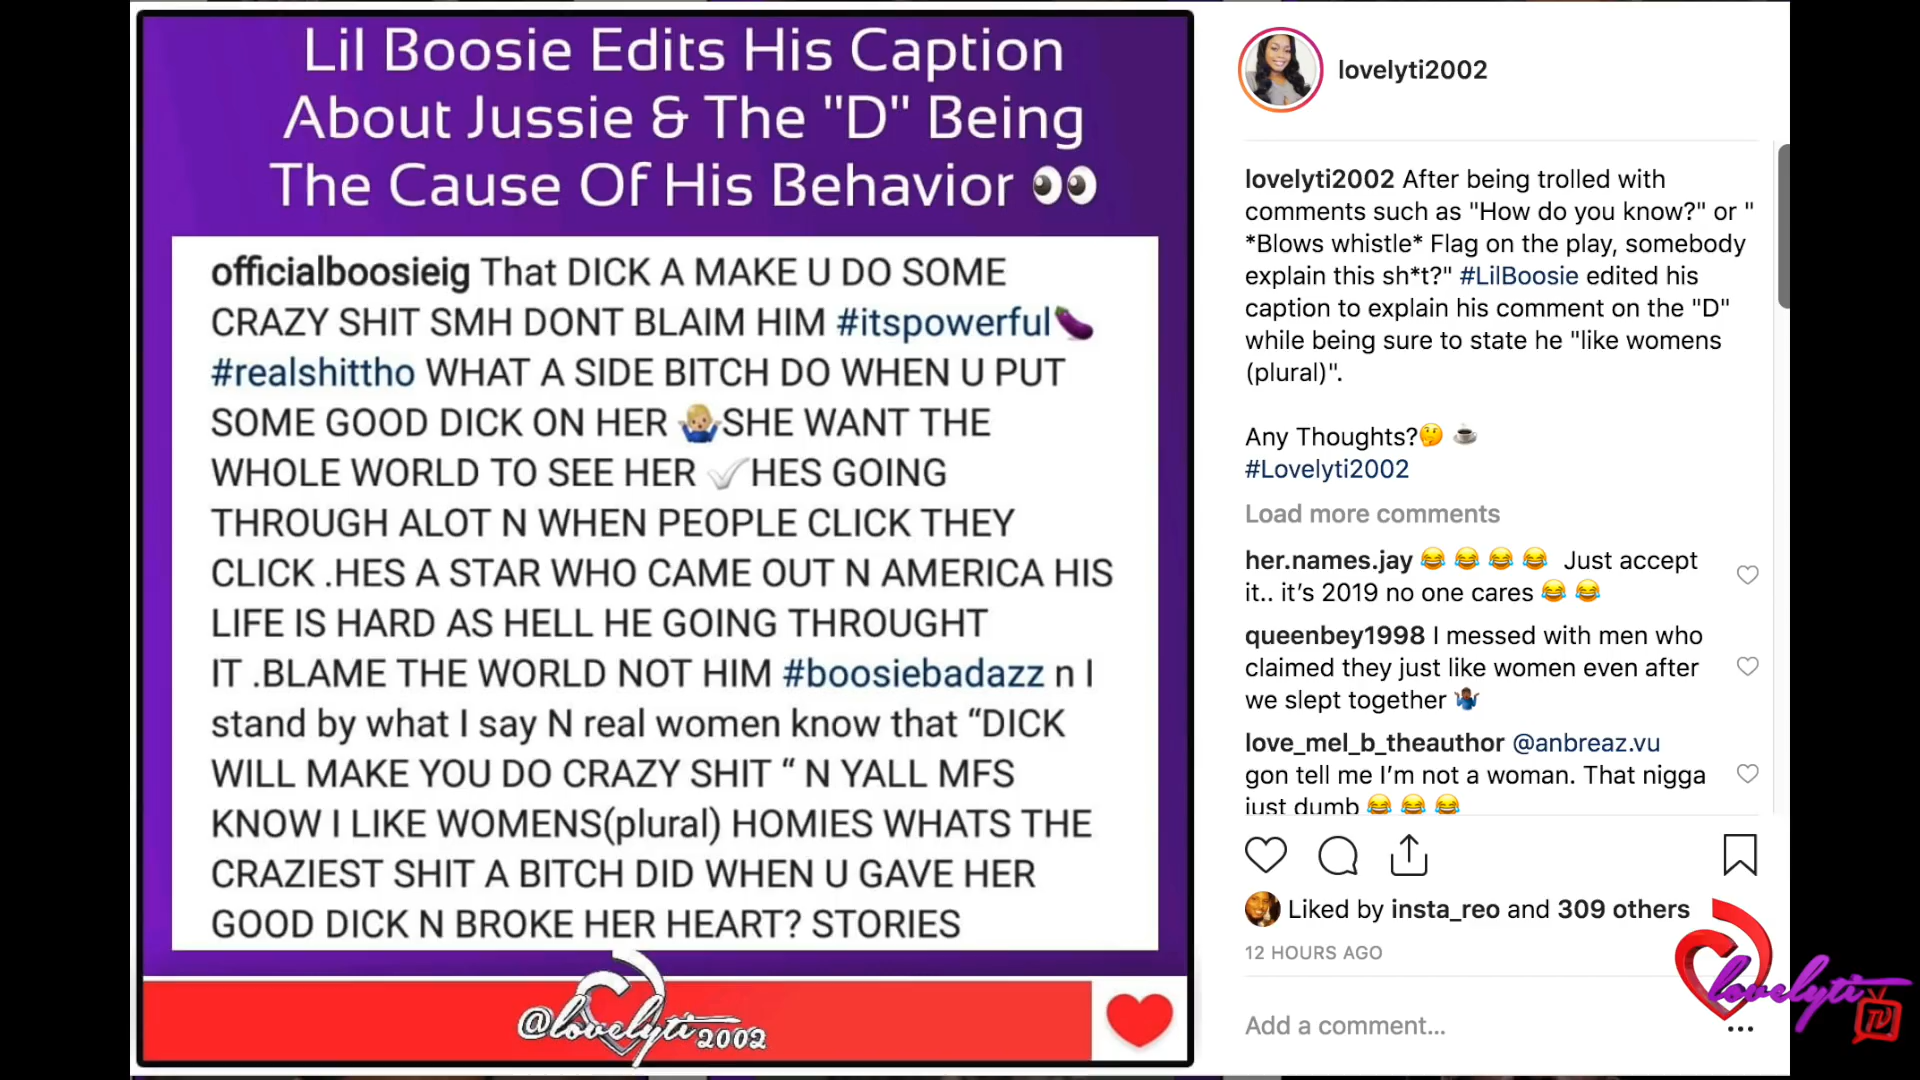 Lil Boosie Edits His Caption
About Jussie & The "D" Being
The Cause Of His Behavior 👀
officialboosieig That DICK A MAKE U DO SOME
CRAZY SHIT SMH DONT BLAIM HIM #itspowerful🍆
#realshittho WHAT A SIDE BITCH DO WHEN U PUT
SOME GOOD DICK ON HER 🤷🏼‍♂️SHE WANT THE
WHOLE WORLD TO SEE HER ✔️HES GOING
THROUGH ALOT N WHEN PEOPLE CLICK THEY
CLICK .HES A STAR WHO CAME OUT N AMERICA HIS
LIFE IS HARD AS HELL HE GOING THROUGHT
IT .BLAME THE WORLD NOT HIM #boosiebadazz n I
stand by what I say N real women know that “DICK
WILL MAKE YOU DO CRAZY SHIT “ N YALL MFS
KNOW I LIKE WOMENS(plural) HOMIES WHATS THE
CRAZIEST SHIT A BITCH DID WHEN U GAVE HER
GOOD DICK N BROKE HER HEART? STORIES
@lovelyti2002
lovelyti2002
lovelyti2002 After being trolled with
comments such as "How do you know?" or "
*Blows whistle* Flag on the play, somebody
explain this sh*t?" #LilBoosie edited his
caption to explain his comment on the "D"
while being sure to state he "like womens
(plural)".
Any Thoughts?🤔 ☕
#Lovelyti2002
Load more comments
her.names.jay 😂 😂 😂 😂 Just accept
it.. it’s 2019 no one cares 😂 😂
queenbey1998 I messed with men who
claimed they just like women even after
we slept together 🤷🏾‍♂️
love_mel_b_theauthor @anbreaz.vu
gon tell me I’m not a woman. That nigga
just dumb 😂 😂 😂
Liked by insta_reo and 309 others
12 HOURS AGO
Add a comment...
lovelyti TV